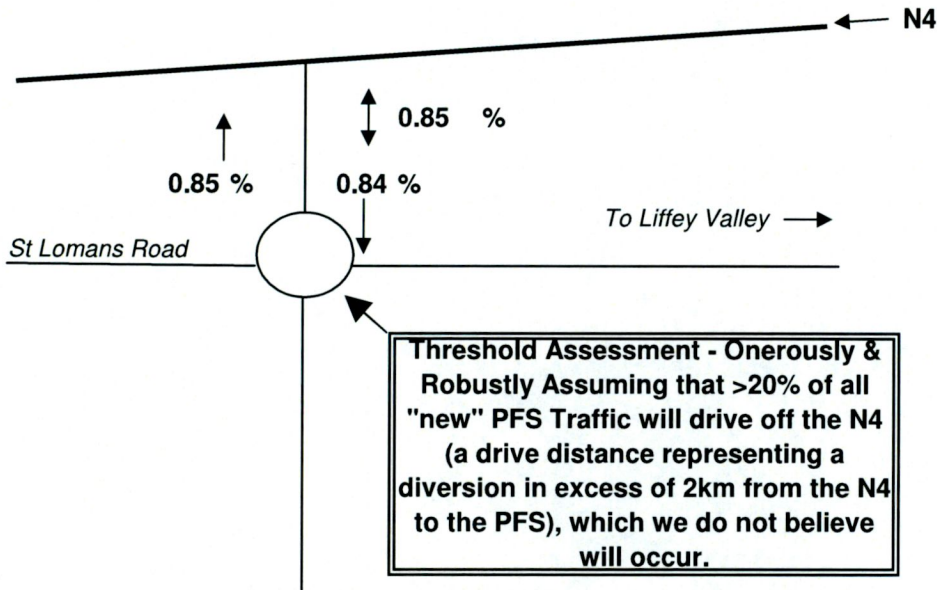 N4
0.85 %
0.85 % 0.84 %
To Liffey Valley
St Lomans Road
Threshold Assessment - Onerously &
Robustly Assuming that >20% of all
"new" PFS Traffic will drive off the N4
(a drive distance representing a
diversion in excess of 2km from the N4
to the PFS), which we do not believe
will occur.